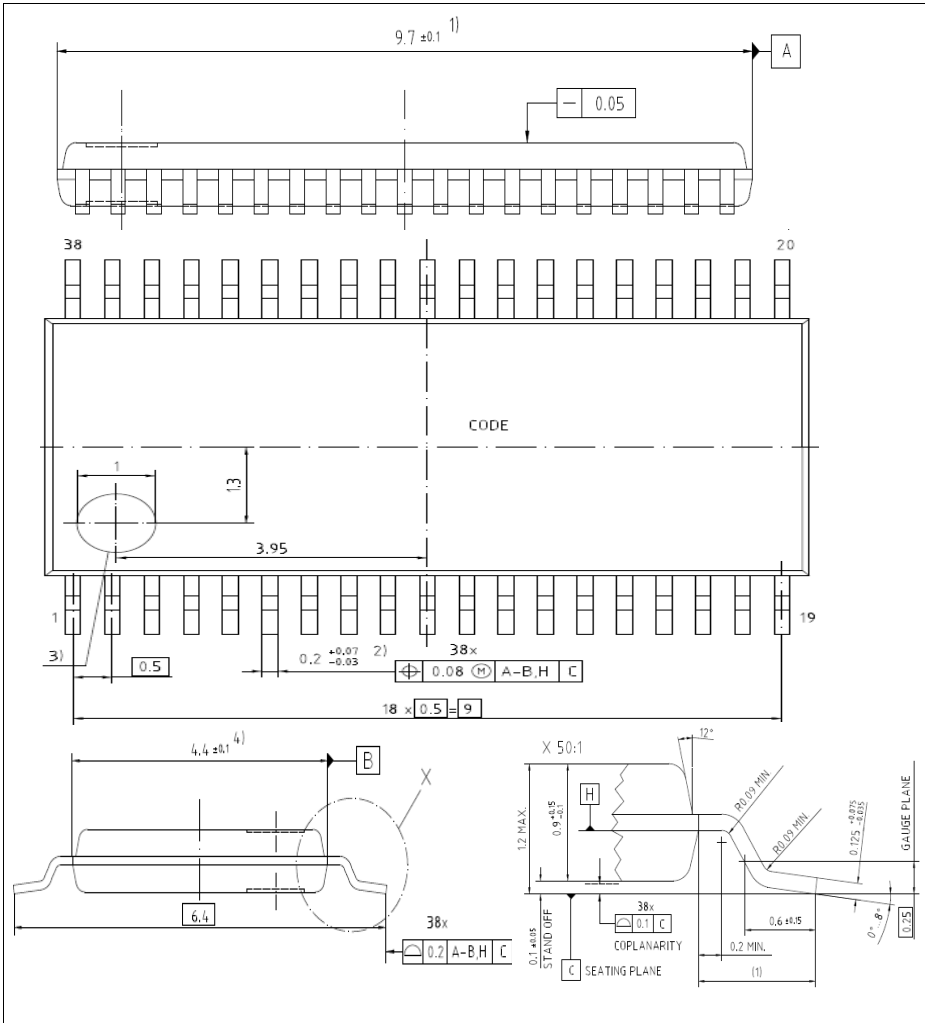 9.7 ±0.1 1)
A
— 0.05
38
20
CODE
1
1.3
3.95
1
19
3)
0.5
0.2 +0.07 -0.03 2)
38x
⌖ 0.08 Ⓜ A-B,H C
18 x 0.5 = 9
4.4 ±0.1 4)
B
X
6.4
38x
⌓ 0.2 A-B,H C
X 50:1
12°
H
1.2 MAX.
0.9 +0.15 -0.1
R0.09 MIN.
R0.09 MIN.
0.125 +0.075 -0.035
GAUGE PLANE
0.1 ±0.05
STAND OFF
38x
⌓ 0.1 C
COPLANARITY
C SEATING PLANE
0.6 ±0.15
0.2 MIN.
(1)
0°...8°
0.25